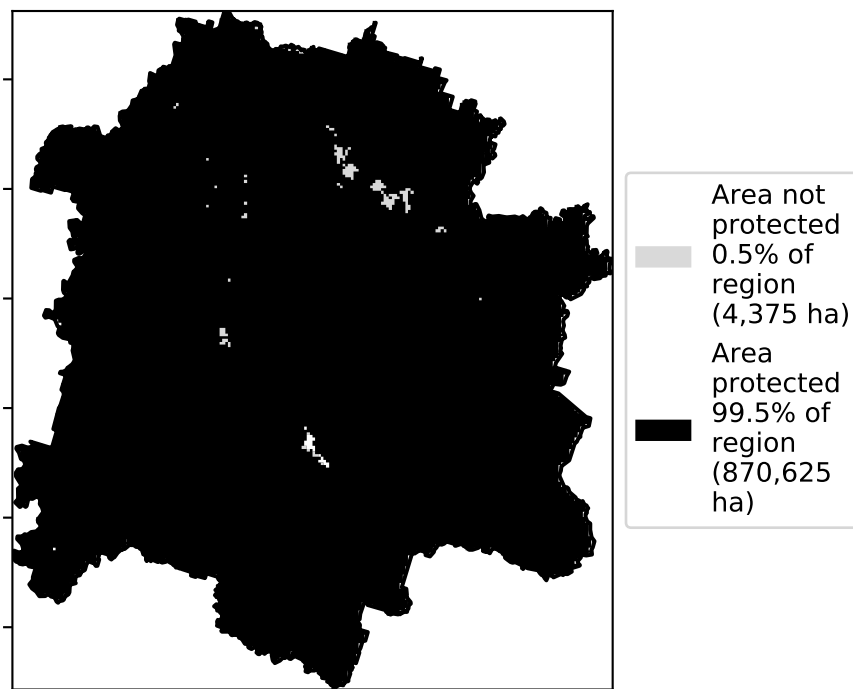 Area not
protected
0.5% of
region
(4,375 ha)
Area
protected
99.5% of
region
(870,625
ha)